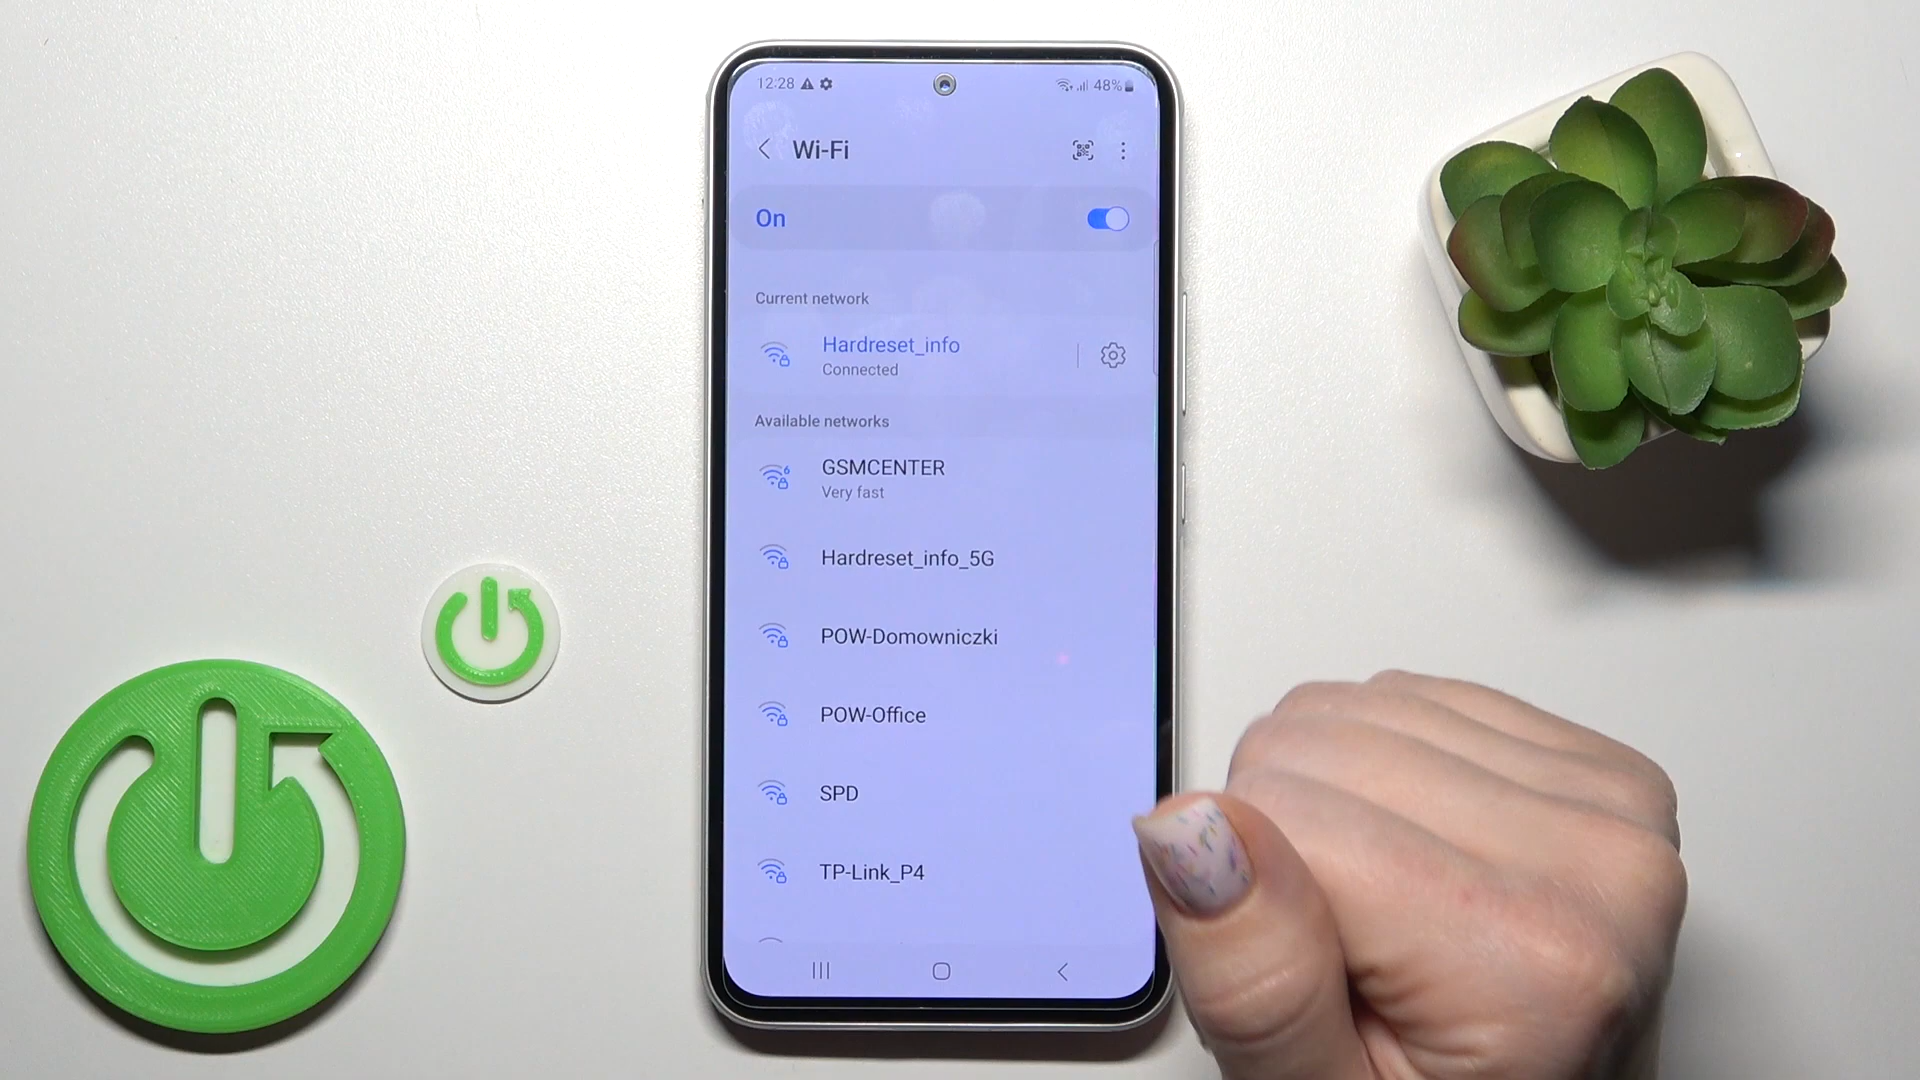 12:28 48%
Wi-Fi
On
Current network
Hardreset_info
Connected
Available networks
GSMCENTER
Very fast
Hardreset_info_5G
POW-Domowniczki
POW-Office
SPD
TP-Link_P4